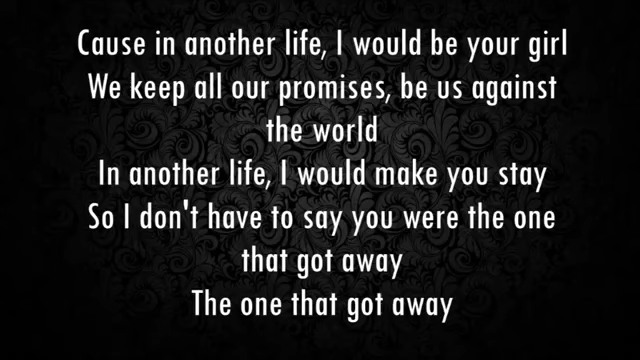 Cause in another life, I would be your girl
We keep all our promises, be us against
the world
In another life, I would make you stay
So I don't have to say you were the one
that got away
The one that got away